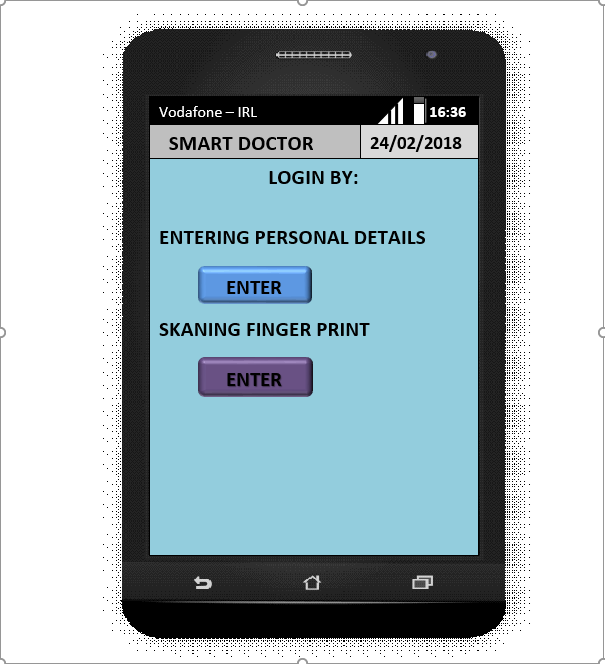 Vodafone – IRL 16:36
SMART DOCTOR 24/02/2018
LOGIN BY:
ENTERING PERSONAL DETAILS
ENTER
SKANING FINGER PRINT
ENTER